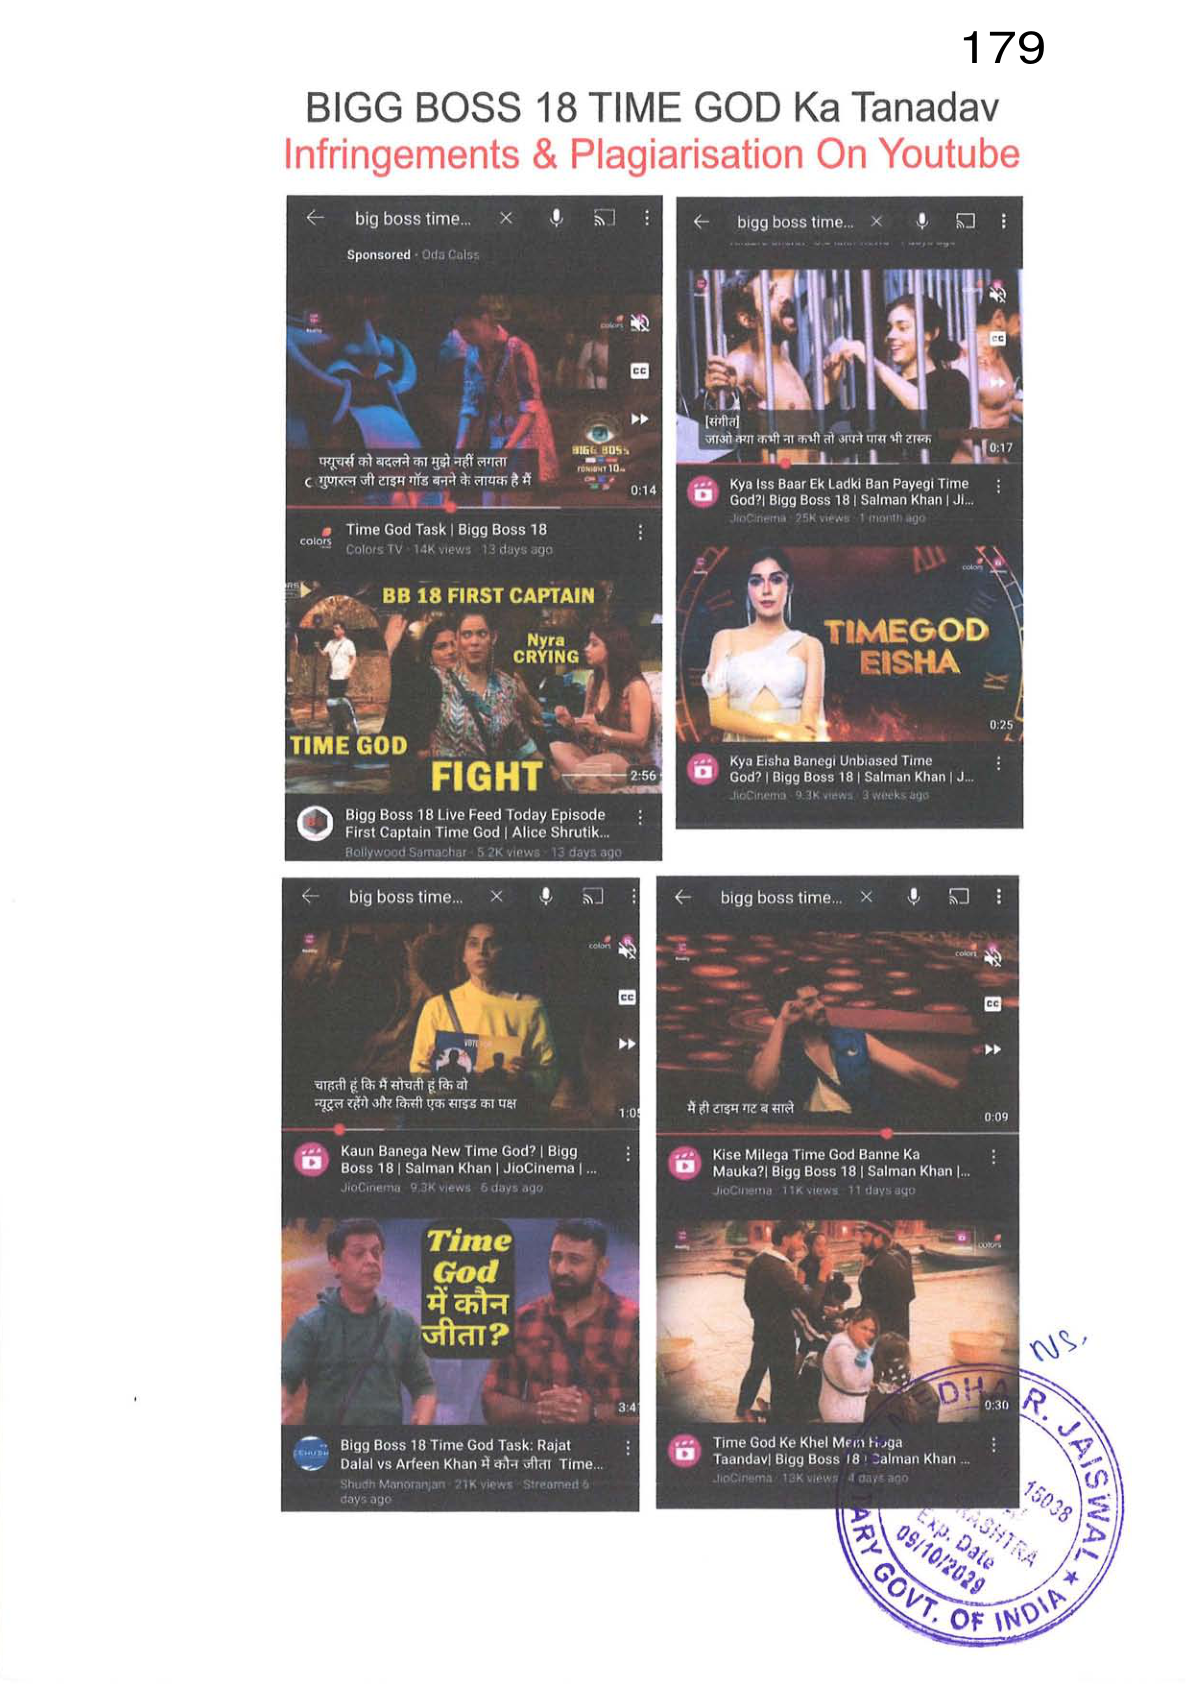 179
BIGG BOSS 18 TIME GOD Ka Tanadav
Infringements & Plagiarisation On Youtube
big boss time...
Sponsored · Oda Calss
colors
CC
फ्यूचर्स को बदलने का मुझे नहीं लगता
गुणरत्न जी टाइम गॉड बनने के लायक है मैं
BIGG BOSS
TONIGHT 10
0:14
colors
Time God Task | Bigg Boss 18
Colors TV · 14K views · 13 days ago
BB 18 FIRST CAPTAIN
Nyra
CRYING
TIME GOD
FIGHT
2:56
Bigg Boss 18 Live Feed Today Episode
First Captain Time God | Alice Shrutik...
Bollywood Samachar · 5.2K views · 13 days ago
bigg boss time...
colors
CC
[संगीत]
जाओ क्या कभी ना कभी तो अपने पास भी टास्क
0:17
Kya Iss Baar Ek Ladki Ban Payegi Time
God?| Bigg Boss 18 | Salman Khan | Ji...
JioCinema · 25K views · 1 month ago
colors
TIMEGOD
EISHA
0:25
Kya Eisha Banegi Unbiased Time
God? | Bigg Boss 18 | Salman Khan | J...
JioCinema · 9.3K views · 3 weeks ago
big boss time...
colors
CC
VOTE
चाहती हूं कि मैं सोचती हूं कि वो
न्यूट्रल रहेंगे और किसी एक साइड का पक्ष
1:05
Kaun Banega New Time God? | Bigg
Boss 18 | Salman Khan | JioCinema | ...
JioCinema · 9.3K views · 6 days ago
Time
God
में कौन
जीता?
3:4
Bigg Boss 18 Time God Task: Rajat
Dalal vs Arfeen Khan में कौन जीता Time...
Shudh Manoranjan · 21K views · Streamed 6
days ago
bigg boss time...
colors
CC
मैं ही टाइम गट ब साले
0:09
Kise Milega Time God Banne Ka
Mauka?| Bigg Boss 18 | Salman Khan |...
JioCinema · 11K views · 11 days ago
colors
0:30
Time God Ke Khel Mein Hoga
Taandav| Bigg Boss 18 | Salman Khan ...
JioCinema · 13K views · 4 days ago
NS.
MEDHA R. JAISWAL
15038
Exp. Date
09/10/2029
GOVT. OF INDIA